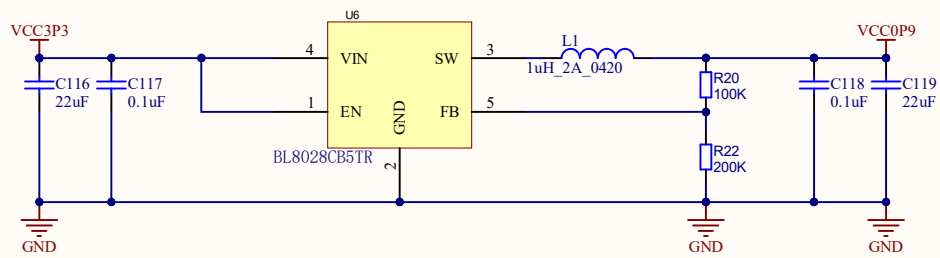 U6
VCC3P3
VCC0P9
4
VIN
SW
3
L1
1uH_2A_0420
C116
22uF
C117
0.1uF
R20
100K
C118
0.1uF
C119
22uF
1
EN
GND
FB
5
BL8028CB5TR
2
R22
200K
GND
GND
GND